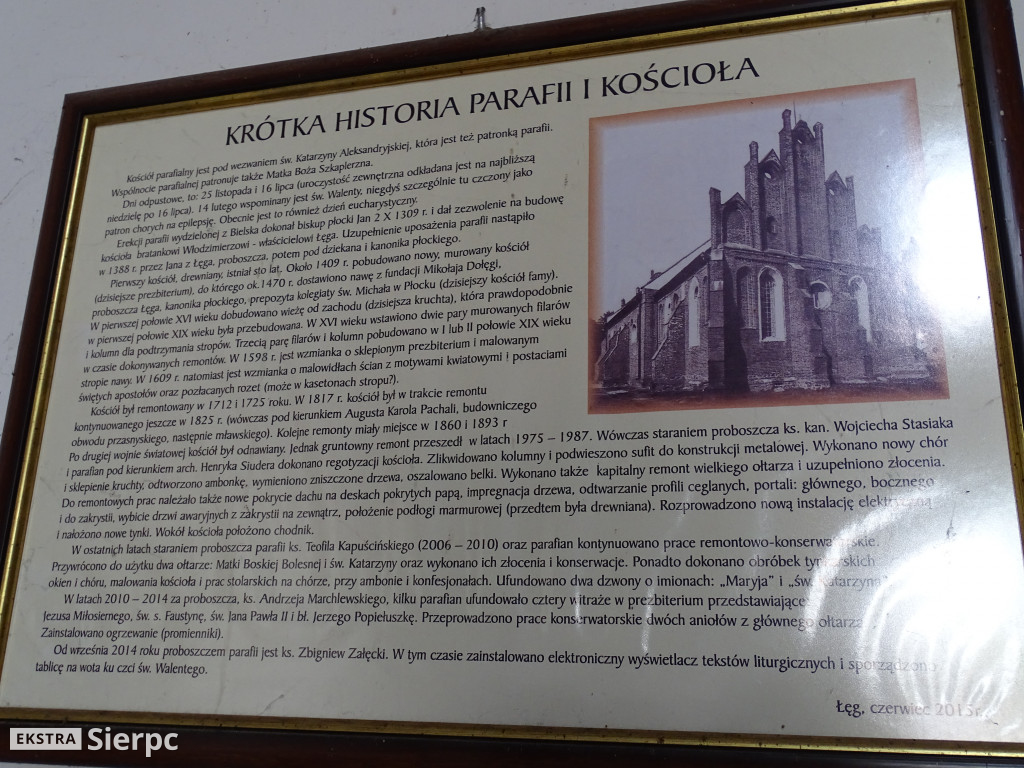 KRÓTKA HISTORIA PARAFII I KOŚCIOŁA
Kościół parafialny jest pod wezwaniem św. Katarzyny Aleksandryjskiej, która jest też patronką parafii.
Wspólnocie parafialnej patronuje także Matka Boża Szkaplerzna.
Dni odpustowe, to: 25 listopada i 16 lipca (uroczystość zewnętrzna odkładana jest na najbliższą
niedzielę po 16 lipca). 14 lutego wspominany jest św. Walenty, niegdyś szczególnie tu czczony jako
patron chorych na epilepsję. Obecnie jest to również dzień eucharystyczny.
Erekcji parafii wydzielonej z Bielska dokonał biskup płocki Jan 2 X 1309 r. i dał zezwolenie na budowę
kościoła bratankowi Włodzimierzowi - właścicielowi Łęga. Uzupełnienie uposażenia parafii nastąpiło
w 1388 r. przez Jana z Łęga, proboszcza, potem pod dziekana i kanonika płockiego.
Pierwszy kościół, drewniany, istniał sto lat. Około 1409 r. pobudowano nowy, murowany kościół
(dzisiejsze prezbiterium), do którego ok.1470 r. dostawiono nawę z fundacji Mikołaja Dołęgi,
proboszcza Łęga, kanonika płockiego, prepozyta kolegiaty św. Michała w Płocku (dzisiejszy kościół farny).
W pierwszej połowie XVI wieku dobudowano wieżę od zachodu (dzisiejsza kruchta), która prawdopodobnie
w pierwszej połowie XIX wieku była przebudowana. W XVI wieku wstawiono dwie pary murowanych filarów
i kolumn dla podtrzymania stropów. Trzecią parę filarów i kolumn pobudowano w I lub II połowie XIX wieku
w czasie dokonywanych remontów. W 1598 r. jest wzmianka o sklepionym prezbiterium i malowanym
stropie nawy. W 1609 r. natomiast jest wzmianka o malowidłach ścian z motywami kwiatowymi i postaciami
świętych apostołów oraz pozłacanych rozet (może w kasetonach stropu?).
Kościół był remontowany w 1712 i 1725 roku. W 1817 r. kościół był w trakcie remontu
kontynuowanego jeszcze w 1825 r. (wówczas pod kierunkiem Augusta Karola Pachali, budowniczego
obwodu przasnyskiego, następnie mławskiego). Kolejne remonty miały miejsce w 1860 i 1893 r
Po drugiej wojnie światowej kościół był odnawiany. Jednak gruntowny remont przeszedł w latach 1975 – 1987. Wówczas staraniem proboszcza ks. kan. Wojciecha Stasiaka
i parafian pod kierunkiem arch. Henryka Siudera dokonano regotyzacji kościoła. Zlikwidowano kolumny i podwieszono sufit do konstrukcji metalowej. Wykonano nowy chór
i sklepienie kruchty, odtworzono ambonkę, wymieniono zniszczone drzewa, oszalowano belki. Wykonano także kapitalny remont wielkiego ołtarza i uzupełniono złocenia.
Do remontowych prac należało także nowe pokrycie dachu na deskach pokrytych papą, impregnacja drzewa, odtwarzanie profili ceglanych, portali: głównego, bocznego
i do zakrystii, wybicie drzwi awaryjnych z zakrystii na zewnątrz, położenie podłogi marmurowej (przedtem była drewniana). Rozprowadzono nową instalację elektryczną
i nałożono nowe tynki. Wokół kościoła położono chodnik.
W ostatnich latach staraniem proboszcza parafii ks. Teofila Kapuścińskiego (2006 – 2010) oraz parafian kontynuowano prace remontowo-konserwatorskie.
Przywrócono do użytku dwa ołtarze: Matki Boskiej Bolesnej i św. Katarzyny oraz wykonano ich złocenia i konserwacje. Ponadto dokonano obróbek tynkarskich
okien i chóru, malowania kościoła i prac stolarskich na chórze, przy ambonie i konfesjonałach. Ufundowano dwa dzwony o imionach: „Maryja” i „św. Katarzyna”
W latach 2010 – 2014 za proboszcza, ks. Andrzeja Marchlewskiego, kilku parafian ufundowało cztery witraże w prezbiterium przedstawiające:
Jezusa Miłosiernego, św. s. Faustynę, św. Jana Pawła II i bł. Jerzego Popiełuszkę. Przeprowadzono prace konserwatorskie dwóch aniołów z głównego ołtarza
Zainstalowano ogrzewanie (promienniki).
Od września 2014 roku proboszczem parafii jest ks. Zbigniew Załęcki. W tym czasie zainstalowano elektroniczny wyświetlacz tekstów liturgicznych i sporządzono
tablicę na wota ku czci św. Walentego.
Łęg, czerwiec 2015r.
EKSTRA Sierpc